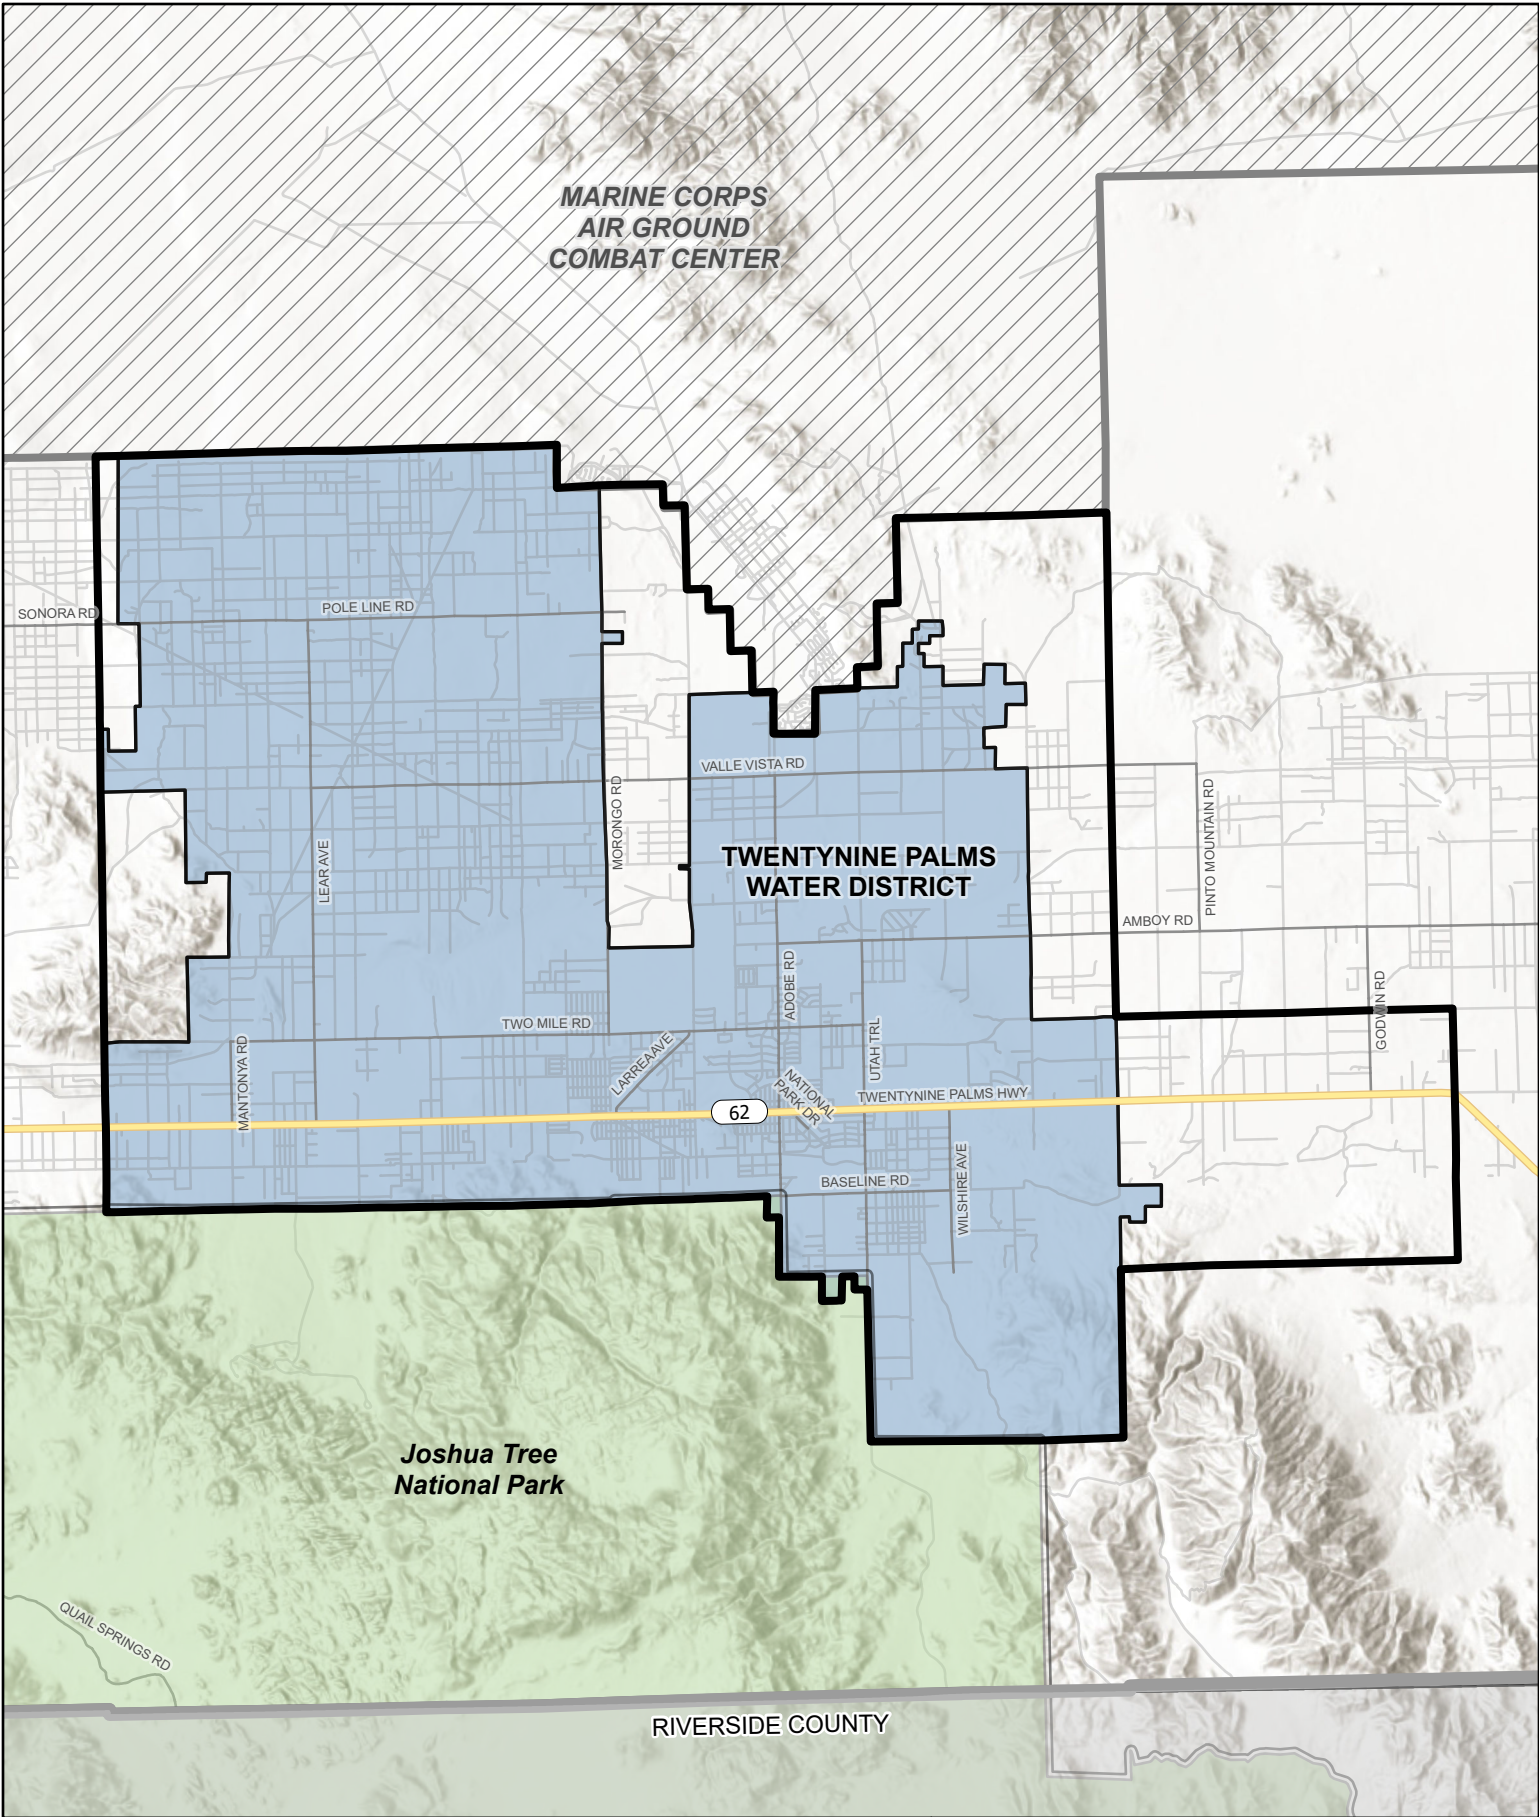 MARINE CORPS
AIR GROUND
COMBAT CENTER
SONORA RD
POLE LINE RD
VALLE VISTA RD
MORONGO RD
PINTO MOUNTAIN RD
LEAR AVE
TWENTYNINE PALMS
WATER DISTRICT
AMBOY RD
ADOBE RD
GODWIN RD
TWO MILE RD
MANTONYA RD
LARREA AVE
UTAH TRL
NATIONAL
PARK DR
TWENTYNINE PALMS HWY
62
BASELINE RD
WILSHIRE AVE
Joshua Tree
National Park
QUAIL SPRINGS RD
RIVERSIDE COUNTY